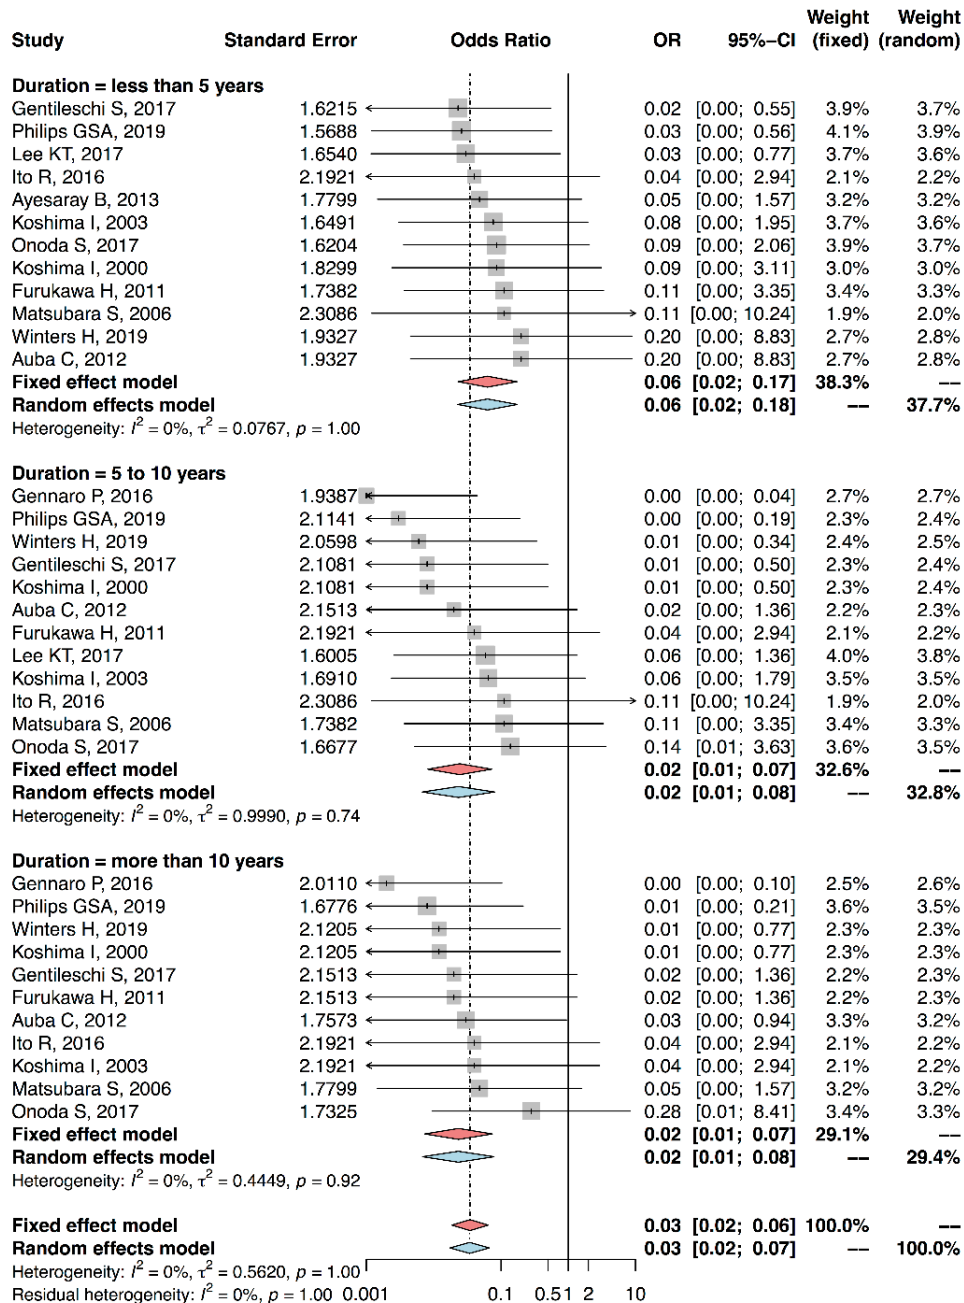 Weight Weight
Study Standard Error Odds Ratio OR 95%−CI (fixed) (random)
Duration = less than 5 years
Gentileschi S, 2017 1.6215 0.02 [0.00; 0.55] 3.9% 3.7%
Philips GSA, 2019 1.5688 0.03 [0.00; 0.56] 4.1% 3.9%
Lee KT, 2017 1.6540 0.03 [0.00; 0.77] 3.7% 3.6%
Ito R, 2016 2.1921 0.04 [0.00; 2.94] 2.1% 2.2%
Ayesaray B, 2013 1.7799 0.05 [0.00; 1.57] 3.2% 3.2%
Koshima I, 2003 1.6491 0.08 [0.00; 1.95] 3.7% 3.6%
Onoda S, 2017 1.6204 0.09 [0.00; 2.06] 3.9% 3.7%
Koshima I, 2000 1.8299 0.09 [0.00; 3.11] 3.0% 3.0%
Furukawa H, 2011 1.7382 0.11 [0.00; 3.35] 3.4% 3.3%
Matsubara S, 2006 2.3086 0.11 [0.00; 10.24] 1.9% 2.0%
Winters H, 2019 1.9327 0.20 [0.00; 8.83] 2.7% 2.8%
Auba C, 2012 1.9327 0.20 [0.00; 8.83] 2.7% 2.8%
Fixed effect model 0.06 [0.02; 0.17] 38.3% −−
Random effects model 0.06 [0.02; 0.18] −− 37.7%
Heterogeneity: I² = 0%, τ² = 0.0767, p = 1.00
Duration = 5 to 10 years
Gennaro P, 2016 1.9387 0.00 [0.00; 0.04] 2.7% 2.7%
Philips GSA, 2019 2.1141 0.00 [0.00; 0.19] 2.3% 2.4%
Winters H, 2019 2.0598 0.01 [0.00; 0.34] 2.4% 2.5%
Gentileschi S, 2017 2.1081 0.01 [0.00; 0.50] 2.3% 2.4%
Koshima I, 2000 2.1081 0.01 [0.00; 0.50] 2.3% 2.4%
Auba C, 2012 2.1513 0.02 [0.00; 1.36] 2.2% 2.3%
Furukawa H, 2011 2.1921 0.04 [0.00; 2.94] 2.1% 2.2%
Lee KT, 2017 1.6005 0.06 [0.00; 1.36] 4.0% 3.8%
Koshima I, 2003 1.6910 0.06 [0.00; 1.79] 3.5% 3.5%
Ito R, 2016 2.3086 0.11 [0.00; 10.24] 1.9% 2.0%
Matsubara S, 2006 1.7382 0.11 [0.00; 3.35] 3.4% 3.3%
Onoda S, 2017 1.6677 0.14 [0.01; 3.63] 3.6% 3.5%
Fixed effect model 0.02 [0.01; 0.07] 32.6% −−
Random effects model 0.02 [0.01; 0.08] −− 32.8%
Heterogeneity: I² = 0%, τ² = 0.9990, p = 0.74
Duration = more than 10 years
Gennaro P, 2016 2.0110 0.00 [0.00; 0.10] 2.5% 2.6%
Philips GSA, 2019 1.6776 0.01 [0.00; 0.21] 3.6% 3.5%
Winters H, 2019 2.1205 0.01 [0.00; 0.77] 2.3% 2.3%
Koshima I, 2000 2.1205 0.01 [0.00; 0.77] 2.3% 2.3%
Gentileschi S, 2017 2.1513 0.02 [0.00; 1.36] 2.2% 2.3%
Furukawa H, 2011 2.1513 0.02 [0.00; 1.36] 2.2% 2.3%
Auba C, 2012 1.7573 0.03 [0.00; 0.94] 3.3% 3.2%
Ito R, 2016 2.1921 0.04 [0.00; 2.94] 2.1% 2.2%
Koshima I, 2003 2.1921 0.04 [0.00; 2.94] 2.1% 2.2%
Matsubara S, 2006 1.7799 0.05 [0.00; 1.57] 3.2% 3.2%
Onoda S, 2017 1.7325 0.28 [0.01; 8.41] 3.4% 3.3%
Fixed effect model 0.02 [0.01; 0.07] 29.1% −−
Random effects model 0.02 [0.01; 0.08] −− 29.4%
Heterogeneity: I² = 0%, τ² = 0.4449, p = 0.92
Fixed effect model 0.03 [0.02; 0.06] 100.0% −−
Random effects model 0.03 [0.02; 0.07] −− 100.0%
Heterogeneity: I² = 0%, τ² = 0.5620, p = 1.00
Residual heterogeneity: I² = 0%, p = 1.00 0.001 0.1 0.5 1 2 10